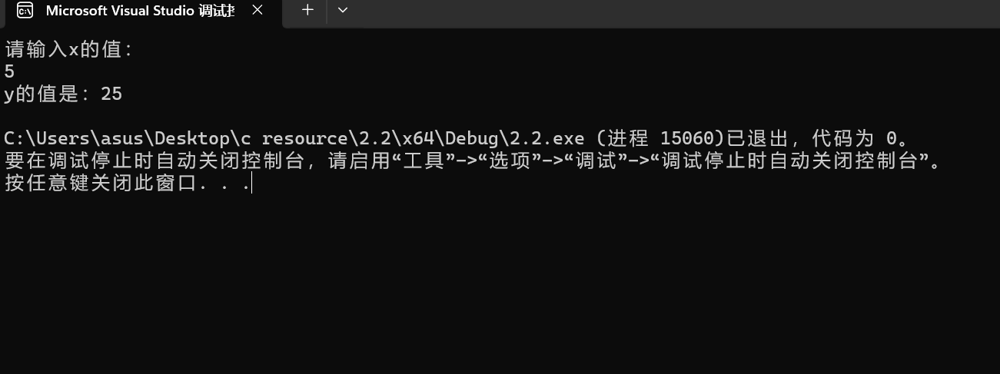 Microsoft Visual Studio 调试
请输入x的值：
5
y的值是：25
C:\Users\asus\Desktop\c resource\2.2\x64\Debug\2.2.exe (进程 15060)已退出，代码为 0。
要在调试停止时自动关闭控制台，请启用“工具”->“选项”->“调试”->“调试停止时自动关闭控制台”。
按任意键关闭此窗口. . .